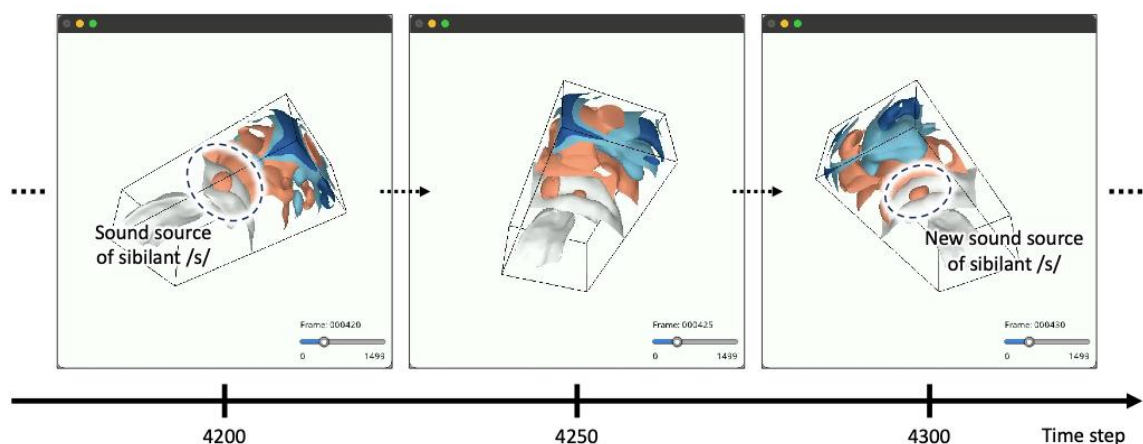 Sound source
of sibilant /s/
Frame: 000420
0 1499
Frame: 000425
0 1499
New sound source
of sibilant /s/
Frame: 000430
0 1499
4200 4250 4300 Time step